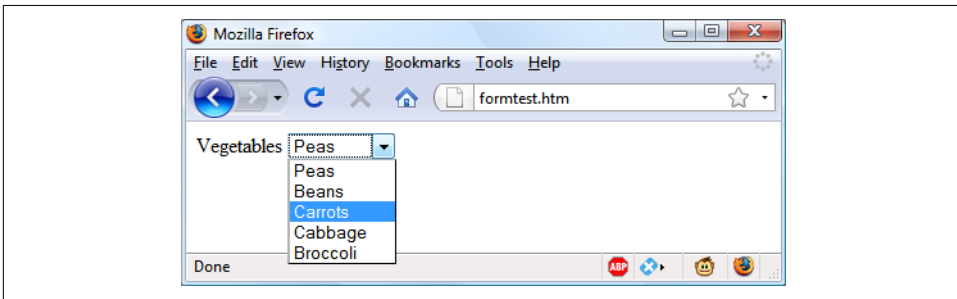 Mozilla Firefox
File Edit View History Bookmarks Tools Help
formtest.htm
Vegetables Peas
Peas
Beans
Carrots
Cabbage
Broccoli
Done ABP